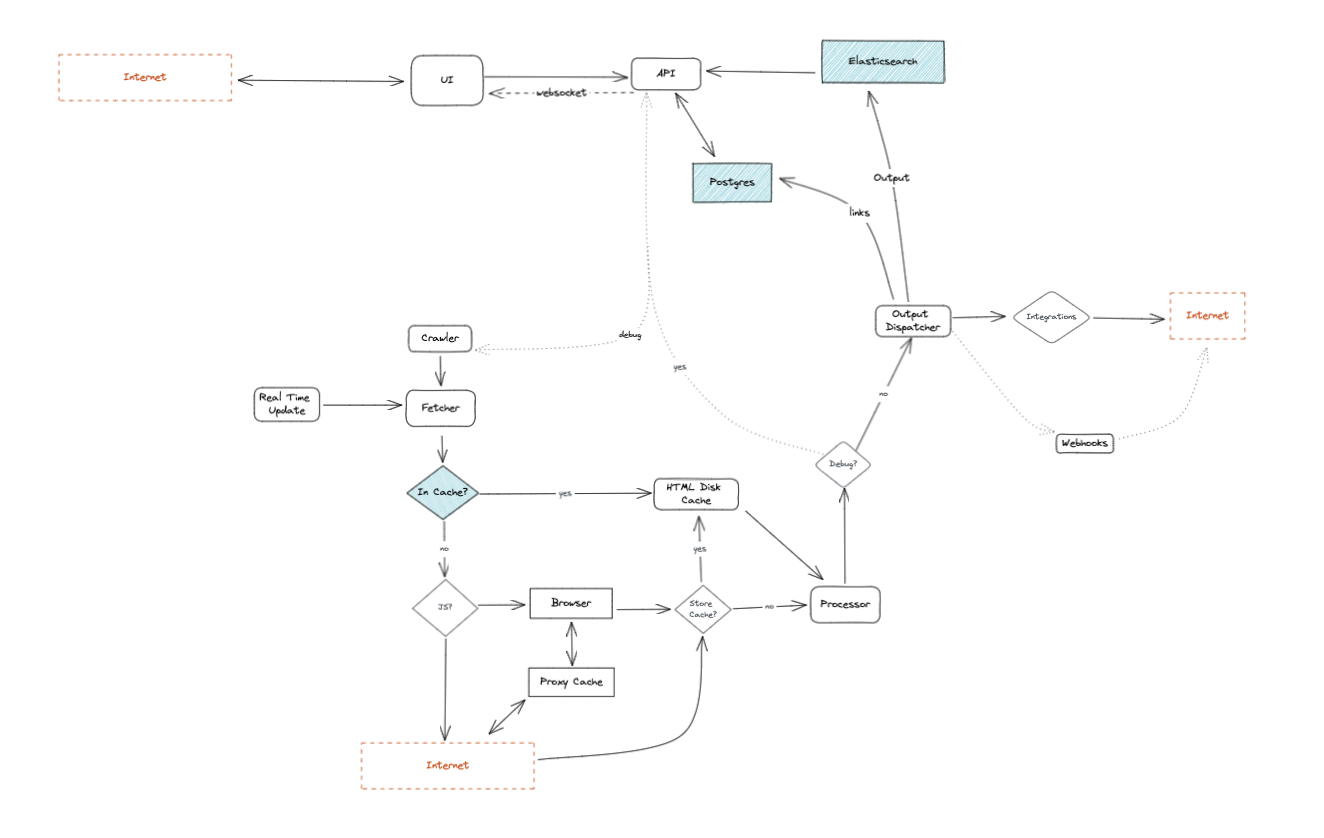 Internet
UI
websocket
API
Elasticsearch
Postgres
Output
links
Output
Dispatcher
Integrations
Internet
Crawler
debug
yes
Real Time
Update
Fetcher
no
Webhooks
Debug?
In Cache?
yes
HTML Disk
Cache
no
yes
JS?
Browser
Store
Cache?
no
Processor
Proxy Cache
Internet